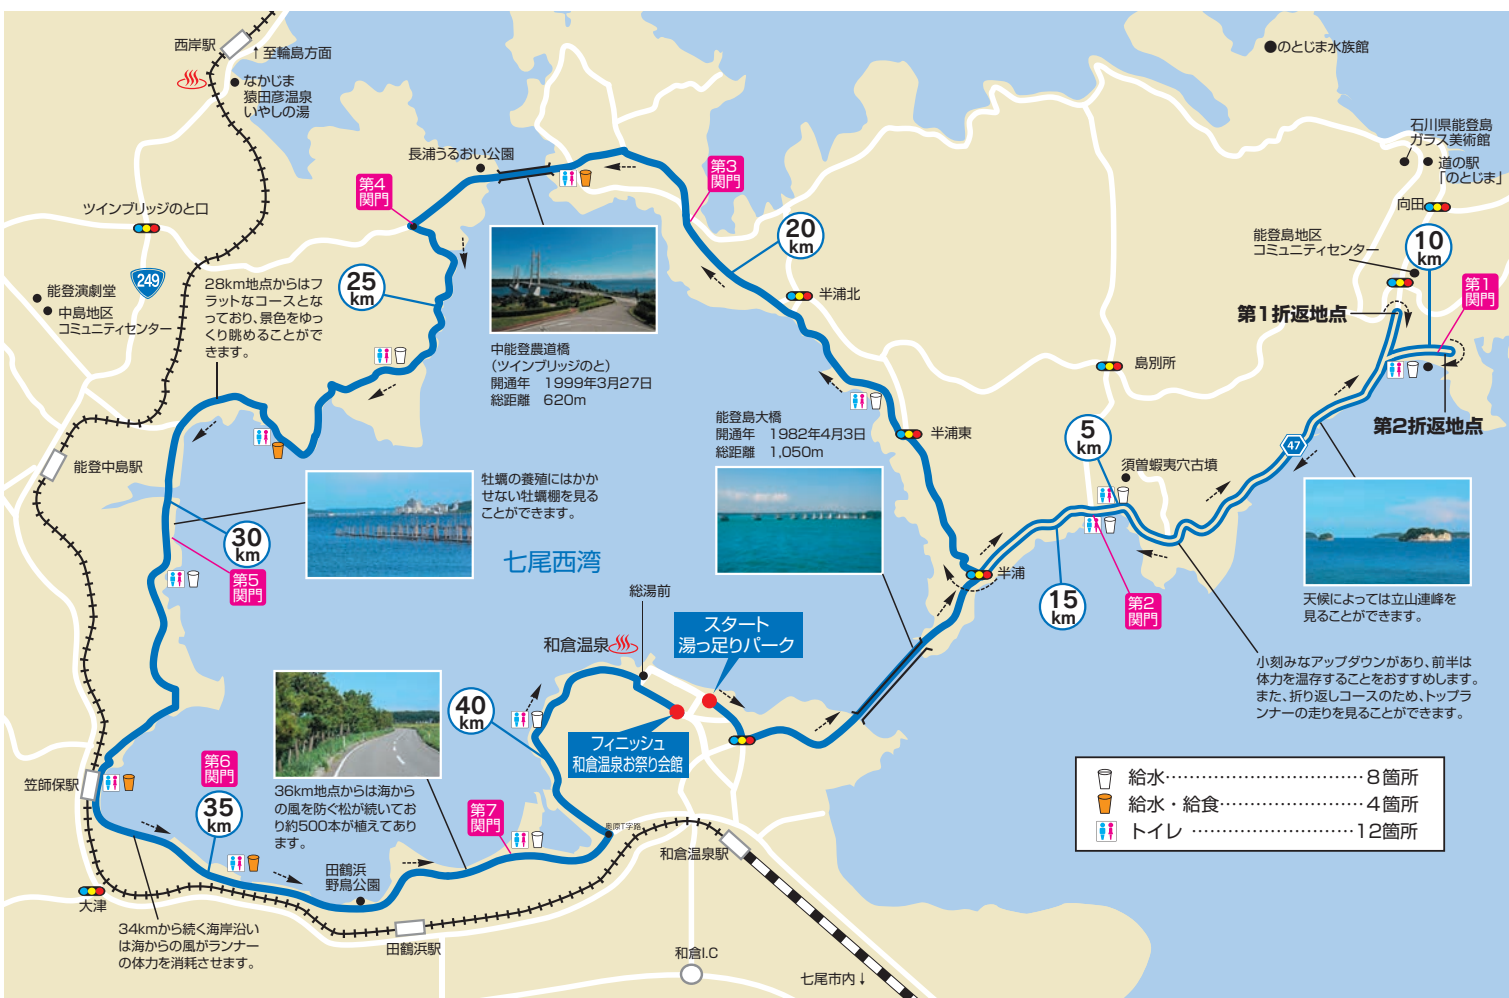 西岸駅
↑至輪島方面
なかじま
猿田彦温泉
いやしの湯
●のとじま水族館
石川県能登島
ガラス美術館
道の駅
「のとじま」
向田
能登島地区
コミュニティセンター
10
km
第1
関門
第1折返地点
第2折返地点
長浦うるおい公園
第4
関門
第3
関門
20
km
半浦北
ツインブリッジのと口
249
能登演劇堂
中島地区
コミュニティセンター
28km地点からはフ
ラットなコースとな
っており、景色をゆっ
くり眺めることがで
きます。
25
km
中能登農道橋
（ツインブリッジのと）
開通年　1999年3月27日
総距離　620m
島別所
能登島大橋
開通年　1982年4月3日
総距離　1,050m
半浦東
5
km
須曽蝦夷穴古墳
47
能登中島駅
牡蠣の養殖にはかか
せない牡蠣棚を見る
ことができます。
30
km
第5
関門
七尾西湾
半浦
15
km
第2
関門
天候によっては立山連峰を
見ることができます。
小刻みなアップダウンがあり、前半は
体力を温存することをおすすめします。
また、折り返しコースのため、トップラ
ンナーの走りを見ることができます。
総湯前
和倉温泉
スタート
湯っ足りパーク
フィニッシュ
和倉温泉お祭り会館
40
km
笠師保駅
第6
関門
35
km
36km地点からは海から
の風を防ぐ松が続いてお
り約500本が植えてあり
ます。
第7
関門
奥原T字路
和倉温泉駅
田鶴浜
野鳥公園
大津
34kmから続く海岸沿い
は海からの風がランナー
の体力を消耗させます。
田鶴浜駅
和倉I.C
七尾市内↓
給水……………………………8箇所
給水・給食……………………4箇所
トイレ ………………………12箇所